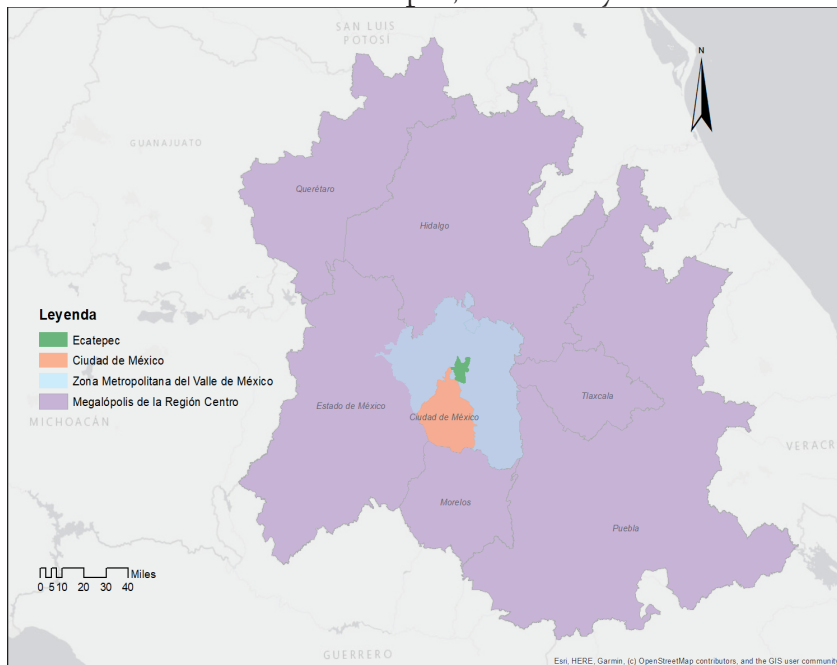 SAN LUIS
POTOSÍ
N
GUANAJUATO
Querétaro
Hidalgo
Leyenda
Ecatepec
Ciudad de México
Zona Metropolitana del Valle de México
Megalópolis de la Región Centro
Estado de México
Ciudad de México
Tlaxcala
MICHOACÁN
VERACR
Morelos
Puebla
Miles
0 5 10 20 30 40
GUERRERO
Esri, HERE, Garmin, (c) OpenStreetMap contributors, and the GIS user community